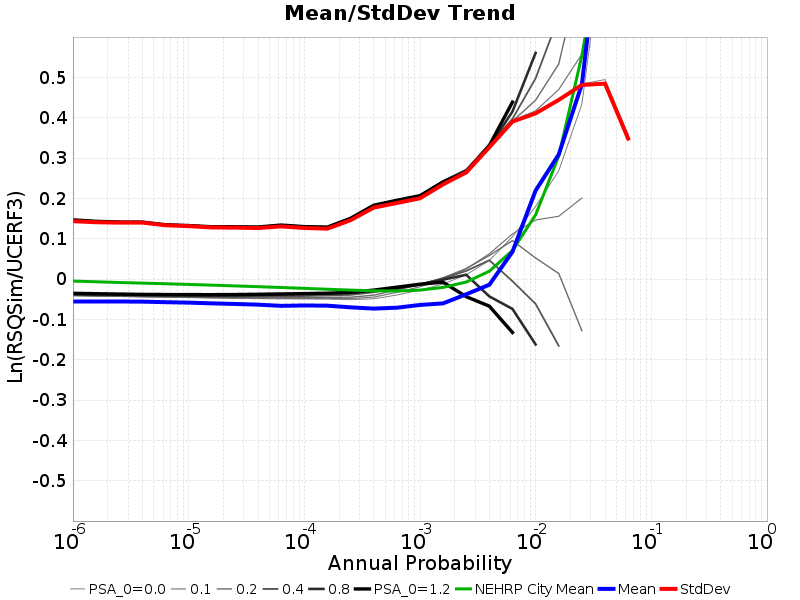 Mean/StdDev Trend
Ln(RSQSim/UCERF3)
0.5
0.4
0.3
0.2
0.1
0
-0.1
-0.2
-0.3
-0.4
-0.5
10^-6 10^-5 10^-4 10^-3 10^-2 10^-1 10^0
Annual Probability
PSA_0=0.0 0.1 0.2 0.4 0.8 PSA_0=1.2 NEHRP City Mean Mean StdDev